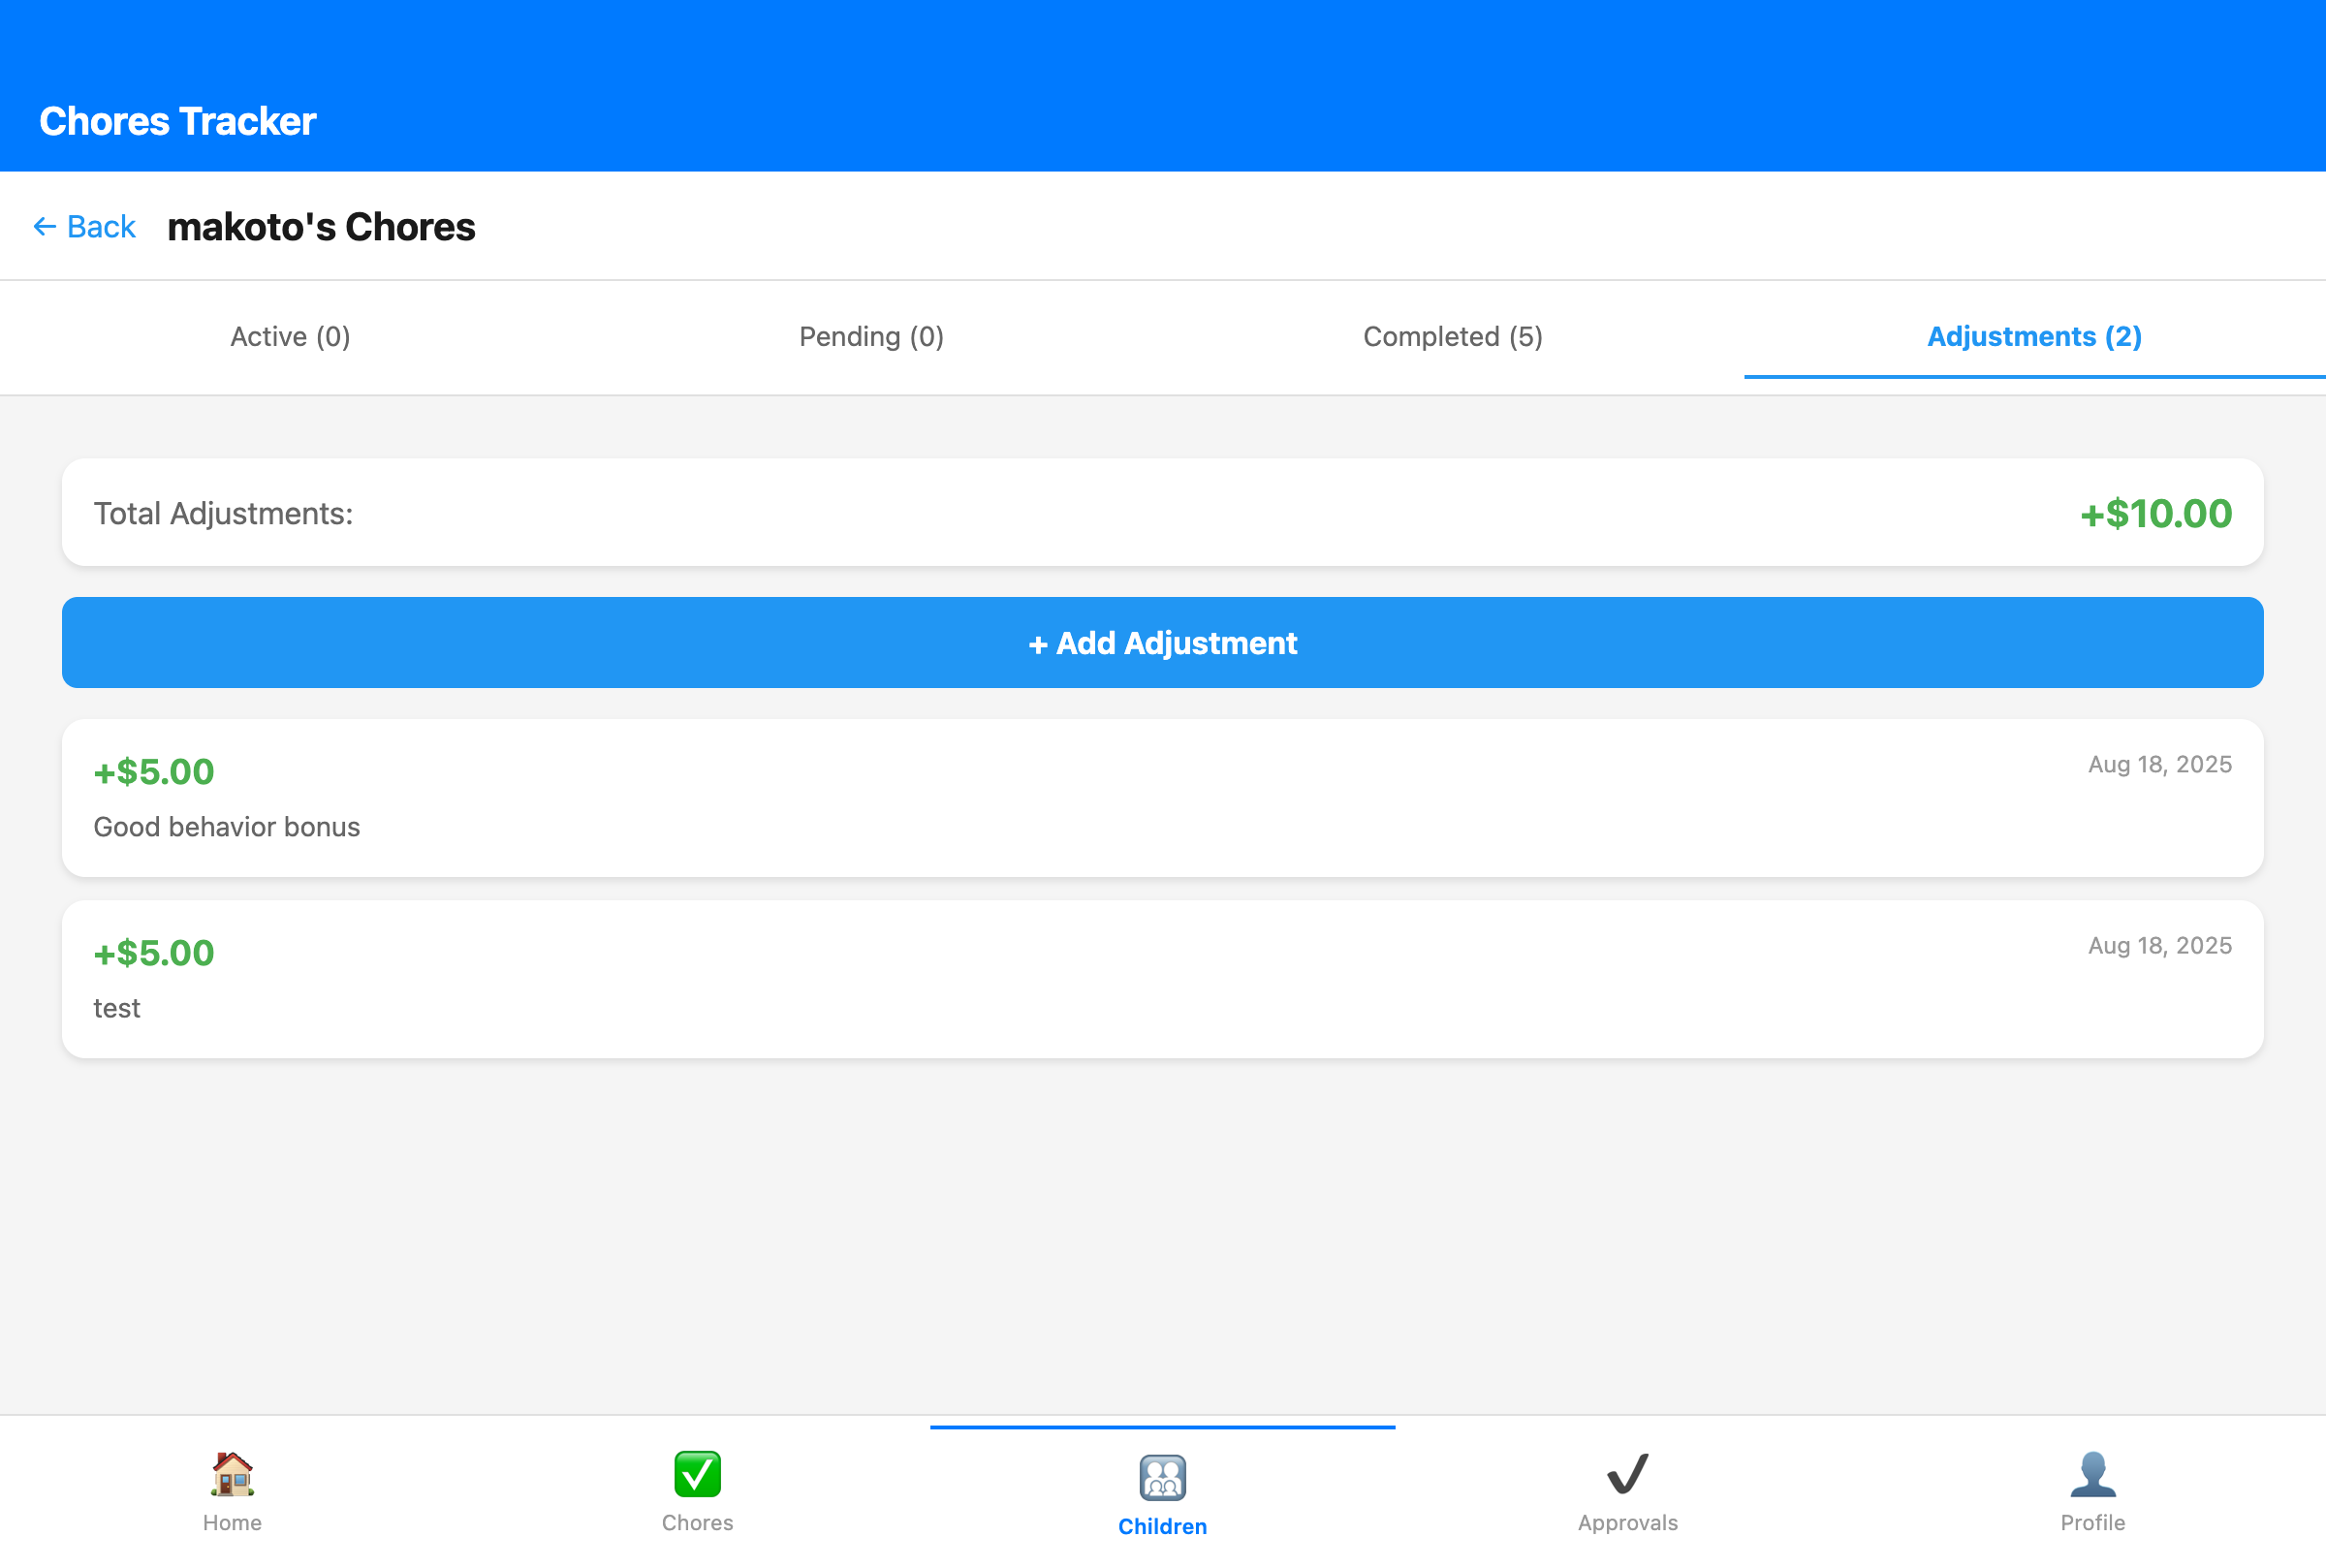 Chores Tracker
← Back makoto's Chores
Active (0) Pending (0) Completed (5) Adjustments (2)
Total Adjustments: +$10.00
+ Add Adjustment
+$5.00 Aug 18, 2025
Good behavior bonus
+$5.00 Aug 18, 2025
test
Home Chores Children Approvals Profile